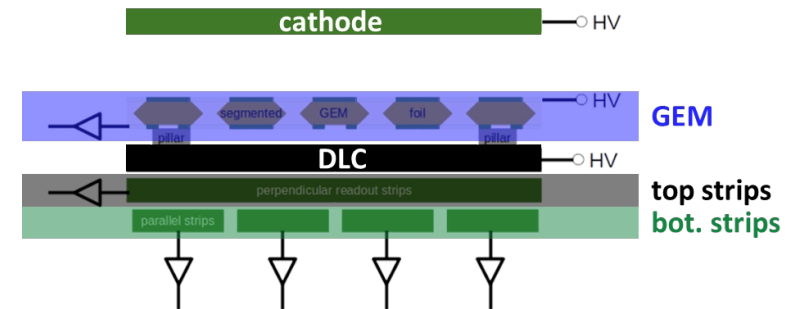 cathode HV
HV
segmented GEM foil GEM
pillar pillar
DLC HV
perpendicular readout strips top strips
parallel strips bot. strips